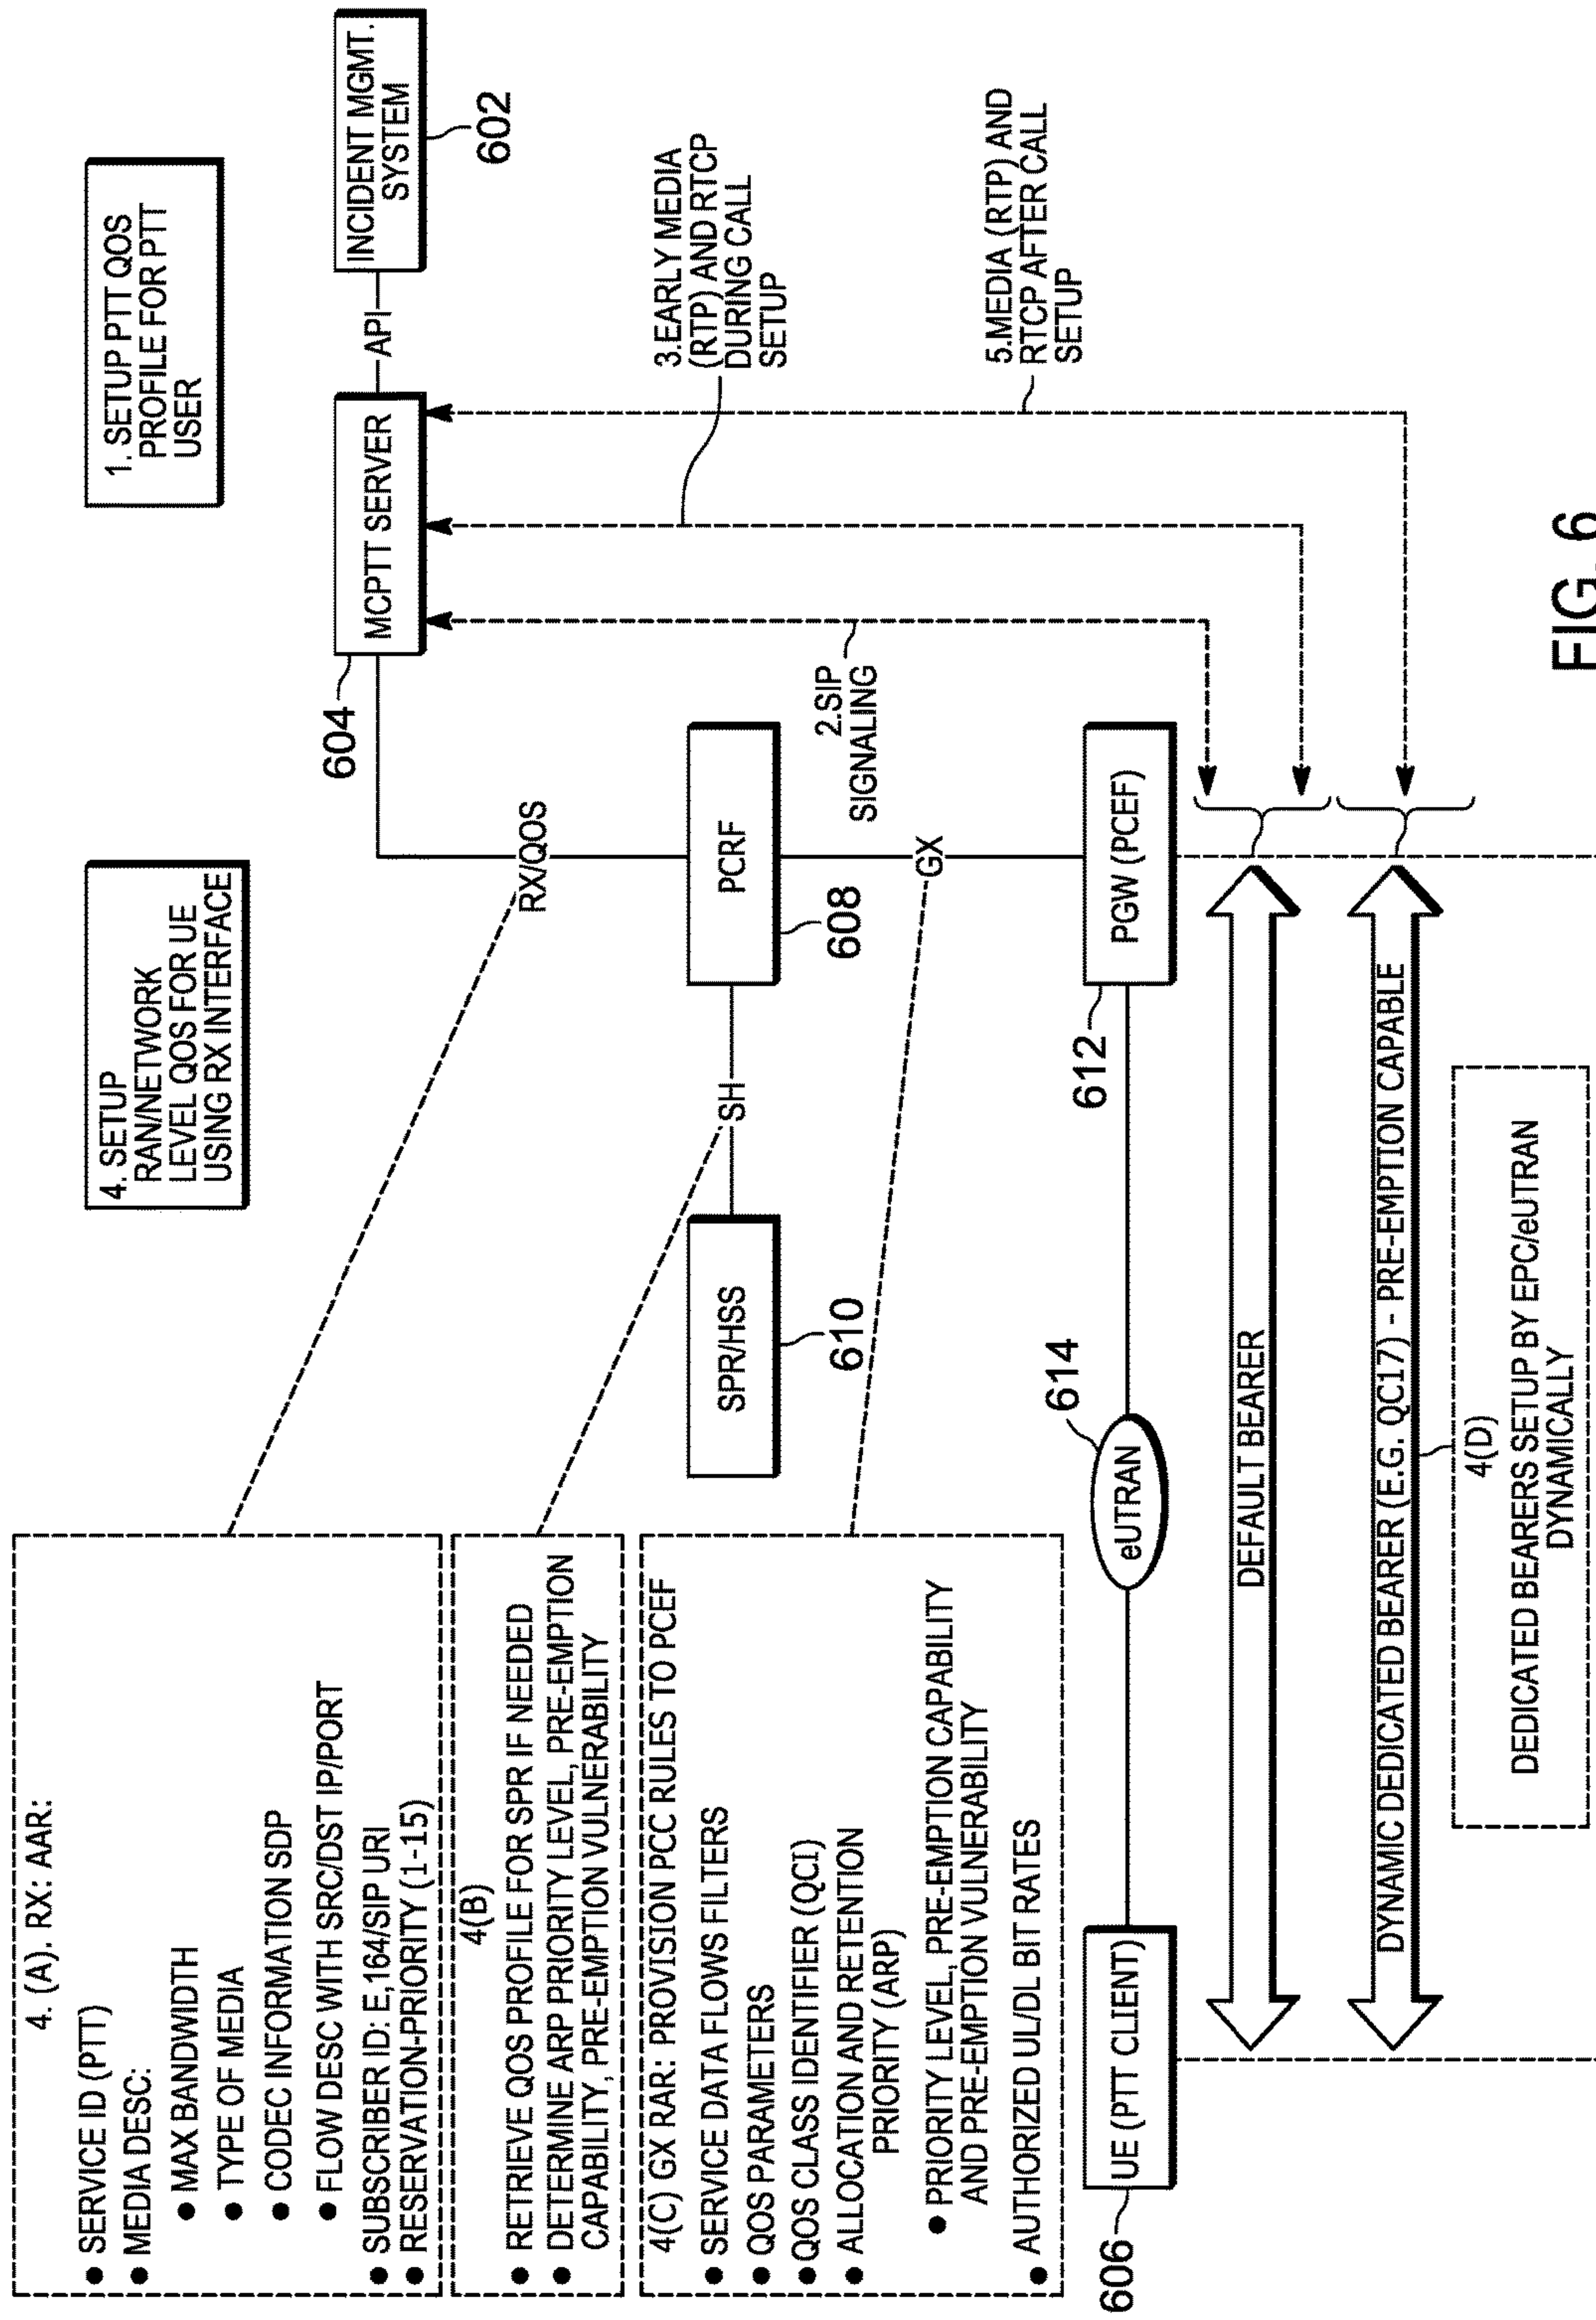 4. (A). RX: AAR:
● SERVICE ID (PTT)
● MEDIA DESC:
● MAX BANDWIDTH
● TYPE OF MEDIA
● CODEC INFORMATION SDP
● FLOW DESC WITH SRC/DST IP/PORT
● SUBSCRIBER ID: E,164/SIP URI
● RESERVATION-PRIORITY (1-15)
4(B)
● RETRIEVE QOS PROFILE FOR SPR IF NEEDED
● DETERMINE ARP PRIORITY LEVEL, PRE-EMPTION
CAPABILITY, PRE-EMPTION VULNERABILITY
4(C) GX RAR: PROVISION PCC RULES TO PCEF
● SERVICE DATA FLOWS FILTERS
● QOS PARAMETERS
● QOS CLASS IDENTIFIER (QCI)
● ALLOCATION AND RETENTION
PRIORITY (ARP)
● PRIORITY LEVEL, PRE-EMPTION CAPABILITY
AND PRE-EMPTION VULNERABILITY
● AUTHORIZED UL/DL BIT RATES
4. SETUP
RAN/NETWORK
LEVEL QOS FOR UE
USING RX INTERFACE
1. SETUP PTT QOS
PROFILE FOR PTT
USER
604
MCPTT SERVER
API
INCIDENT MGMT.
SYSTEM
602
RX/QOS
SPR/HSS
610
SH
PCRF
608
GX
2.SIP
SIGNALING
3.EARLY MEDIA
(RTP) AND RTCP
DURING CALL
SETUP
5.MEDIA (RTP) AND
RTCP AFTER CALL
SETUP
606
UE (PTT CLIENT)
eUTRAN
614
612
PGW (PCEF)
DEFAULT BEARER
DYNAMIC DEDICATED BEARER (E.G. QC17) - PRE-EMPTION CAPABLE
4(D)
DEDICATED BEARERS SETUP BY EPC/eUTRAN
DYNAMICALLY
FIG. 6